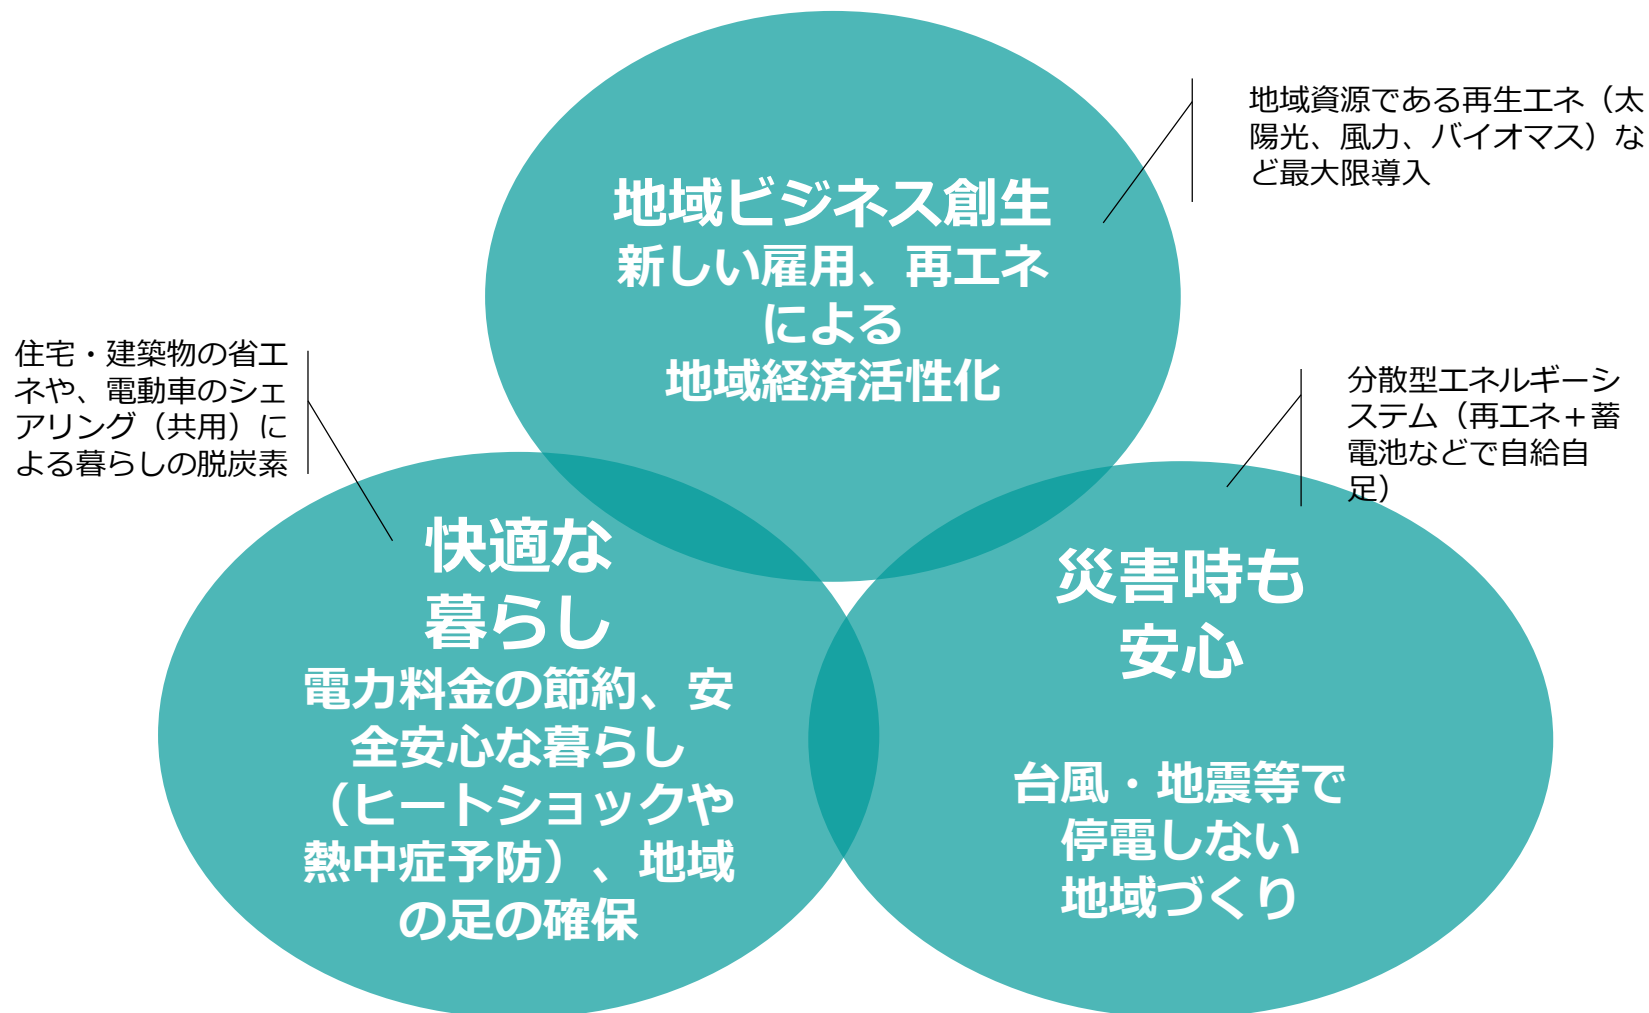 地域資源である再生エネ（太
陽光、風力、バイオマス）な
ど最大限導入
地域ビジネス創生
新しい雇用、再エネ
による
地域経済活性化
住宅・建築物の省エ
ネや、電動車のシェ
アリング（共用）に
よる暮らしの脱炭素
分散型エネルギーシ
ステム（再エネ＋蓄
電池などで自給自
足）
快適な
暮らし
電力料金の節約、安
全安心な暮らし
（ヒートショックや
熱中症予防）、地域
の足の確保
災害時も
安心
台風・地震等で
停電しない
地域づくり